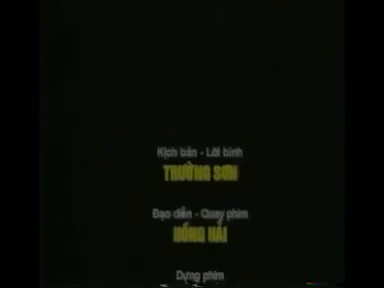 Kịch bản - Lời bình
TRƯỜNG SƠN
Đạo diễn - Quay phim
HỒNG HẢI
Dựng phim